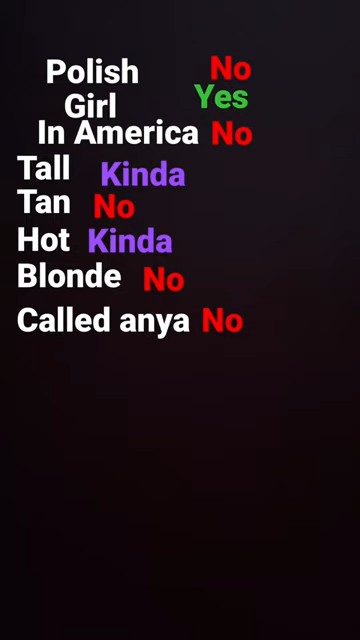 Polish No
Girl Yes
In America No
Tall Kinda
Tan No
Hot Kinda
Blonde No
Called anya No